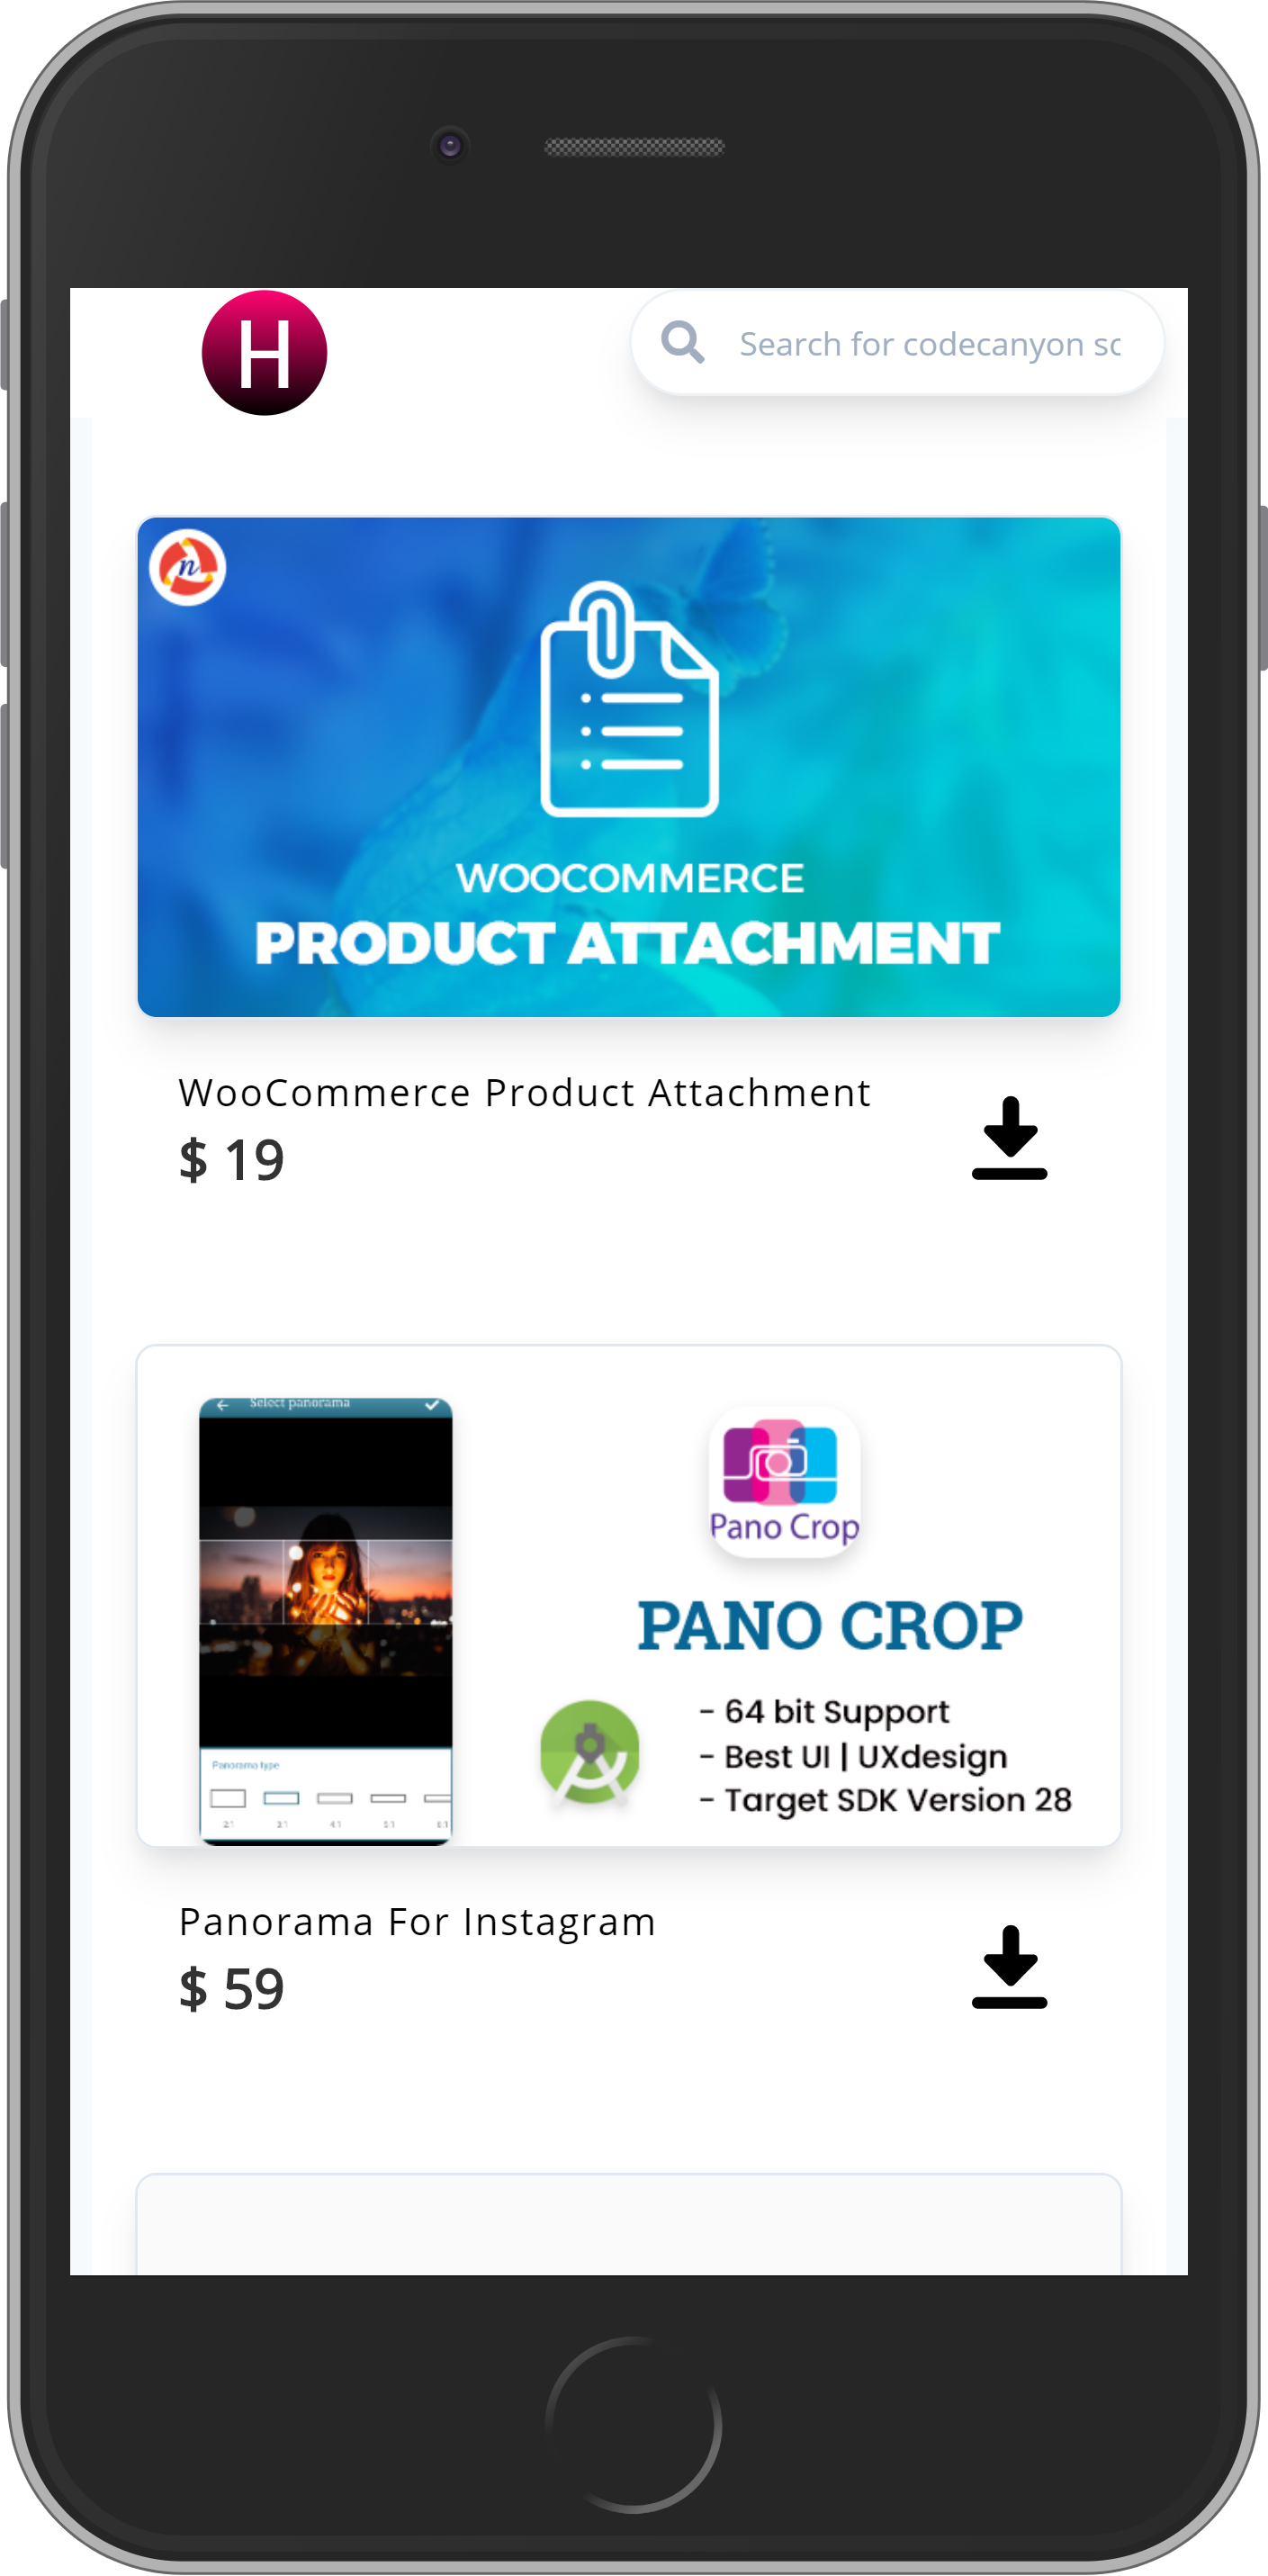 H
Search for codecanyon sc
n
WOOCOMMERCE
PRODUCT ATTACHMENT
WooCommerce Product Attachment
$ 19
Select panorama
Pano Crop
PANO CROP
- 64 bit Support
- Best UI | UXdesign
- Target SDK Version 28
Panorama type
2:1 3:1 4:1 5:1 6:1
Panorama For Instagram
$ 59